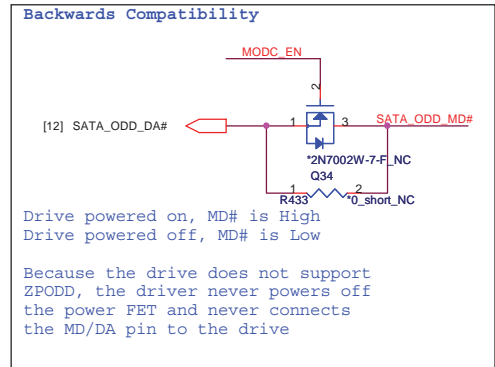 Backwards Compatibility
MODC_EN
2
[12] SATA_ODD_DA#
1
3
SATA_ODD_MD#
*2N7002W-7-F_NC
Q34
1
2
R433
*0_short_NC
Drive powered on, MD# is High
Drive powered off, MD# is Low
Because the drive does not support
ZPODD, the driver never powers off
the power FET and never connects
the MD/DA pin to the drive